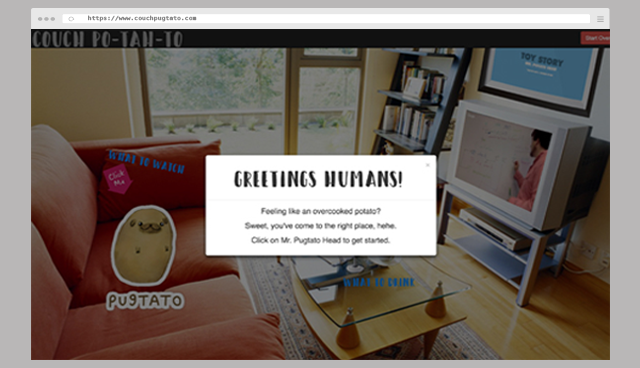 https://www.couchpugtato.com
COUCH PO-TAH-TO
Start Over
TOY STORY
WHAT TO WATCH
Click
Me
GREETINGS HUMANS!
×
Feeling like an overcooked potato?
Sweet, you've come to the right place, hehe.
Click on Mr. Pugtato Head to get started.
WHAT TO DRINK
PUGTATO